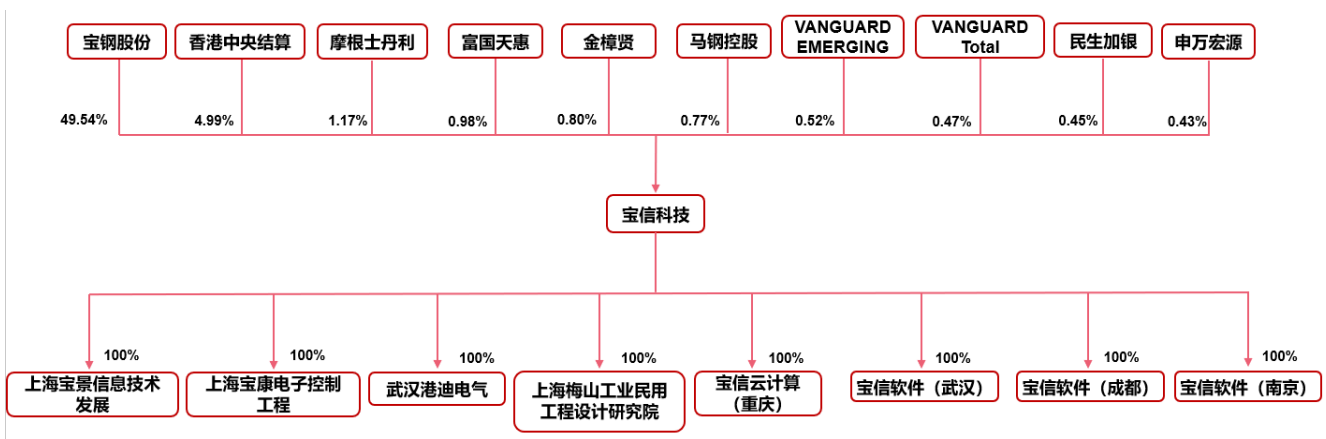 宝钢股份
香港中央结算
摩根士丹利
富国天惠
金樟贤
马钢控股
VANGUARD
EMERGING
VANGUARD
Total
民生加银
申万宏源
49.54%
4.99%
1.17%
0.98%
0.80%
0.77%
0.52%
0.47%
0.45%
0.43%
宝信科技
100%
100%
100%
100%
100%
100%
100%
100%
上海宝景信息技术
发展
上海宝康电子控制
工程
武汉港迪电气
上海梅山工业民用
工程设计研究院
宝信云计算
（重庆）
宝信软件（武汉）
宝信软件（成都）
宝信软件（南京）